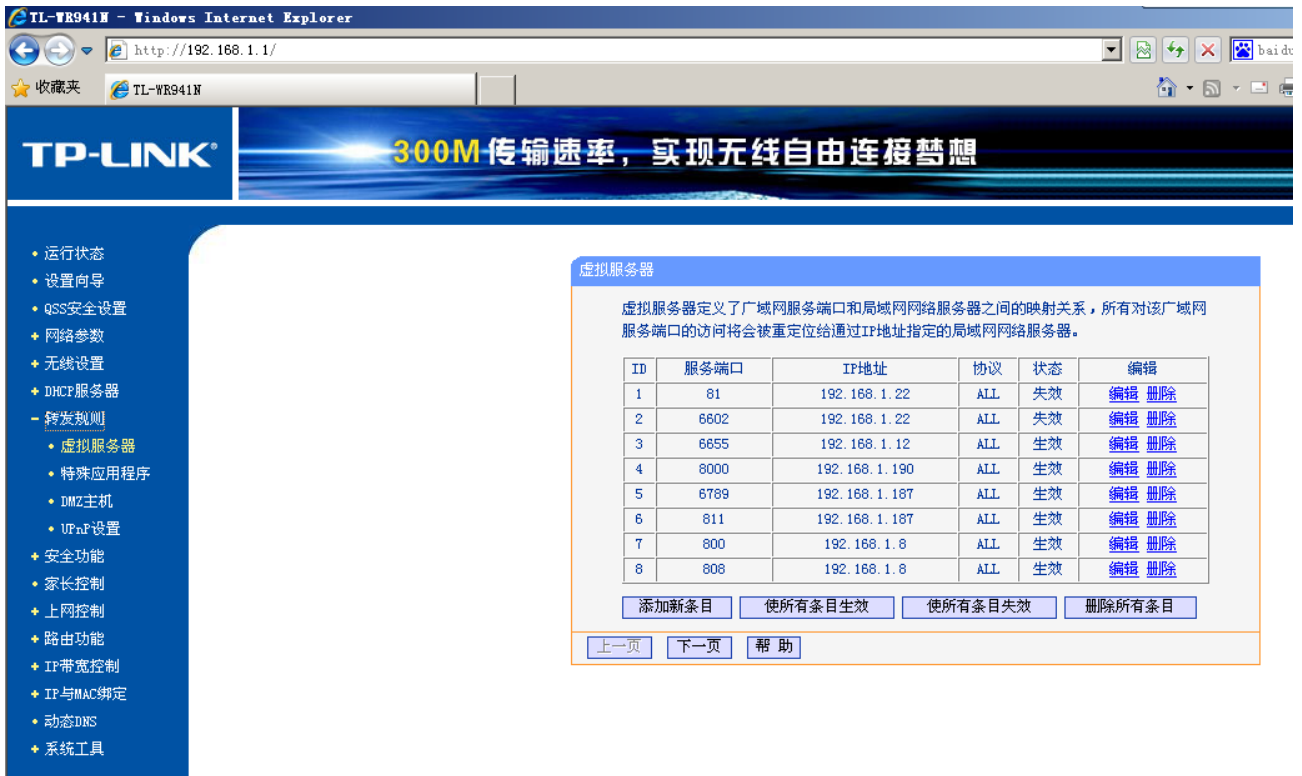 TL-WR941N - Windows Internet Explorer
http://192.168.1.1/
baidu
收藏夹 TL-WR941N
TP-LINK®
300M 传输速率，实现无线自由连接梦想
运行状态
设置向导
QSS安全设置
网络参数
无线设置
DHCP服务器
转发规则
虚拟服务器
特殊应用程序
DMZ主机
UPnP设置
安全功能
家长控制
上网控制
路由功能
IP带宽控制
IP与MAC绑定
动态DNS
系统工具
虚拟服务器
虚拟服务器定义了广域网服务端口和局域网网络服务器之间的映射关系，所有对该广域网
服务端口的访问将会被重定位给通过IP地址指定的局域网网络服务器。
ID 服务端口 IP地址 协议 状态 编辑
1 81 192.168.1.22 ALL 失效 编辑 删除
2 6602 192.168.1.22 ALL 失效 编辑 删除
3 6655 192.168.1.12 ALL 生效 编辑 删除
4 8000 192.168.1.190 ALL 生效 编辑 删除
5 6789 192.168.1.187 ALL 生效 编辑 删除
6 811 192.168.1.187 ALL 生效 编辑 删除
7 800 192.168.1.8 ALL 生效 编辑 删除
8 808 192.168.1.8 ALL 生效 编辑 删除
添加新条目 使所有条目生效 使所有条目失效 删除所有条目
上一页 下一页 帮 助